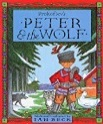 Prokofiev's
PETER
& the WOLF
IAN BECK